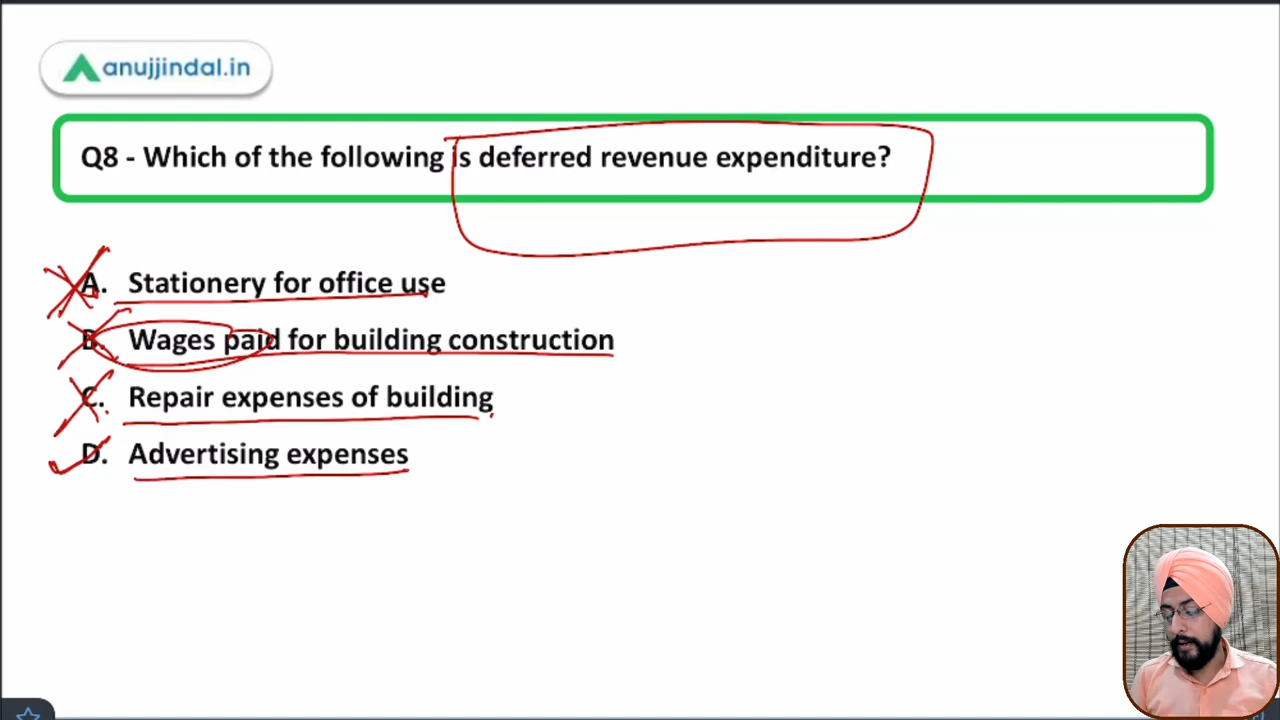 anujjindal.in
Q8 - Which of the following is deferred revenue expenditure?
A. Stationery for office use
B. Wages paid for building construction
C. Repair expenses of building
D. Advertising expenses